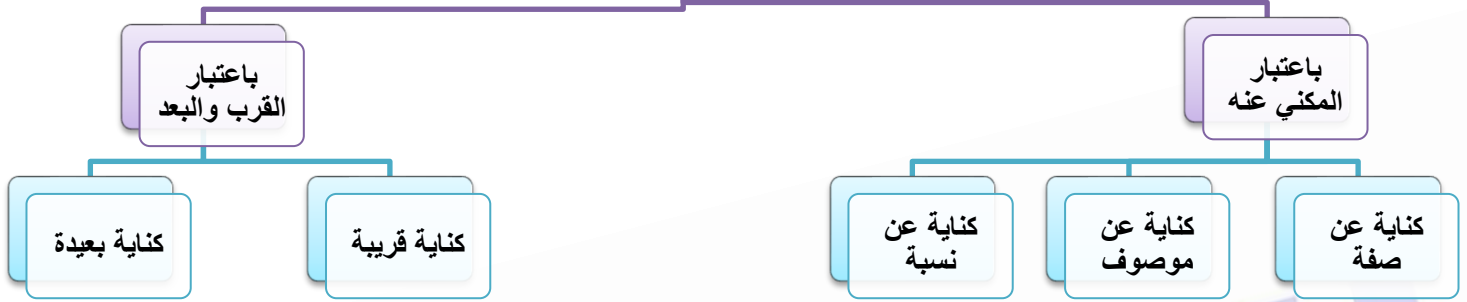 باعتبار
المكني عنه
باعتبار
القرب والبعد
كناية عن
صفة
كناية عن
موصوف
كناية عن
نسبة
كناية قريبة
كناية بعيدة